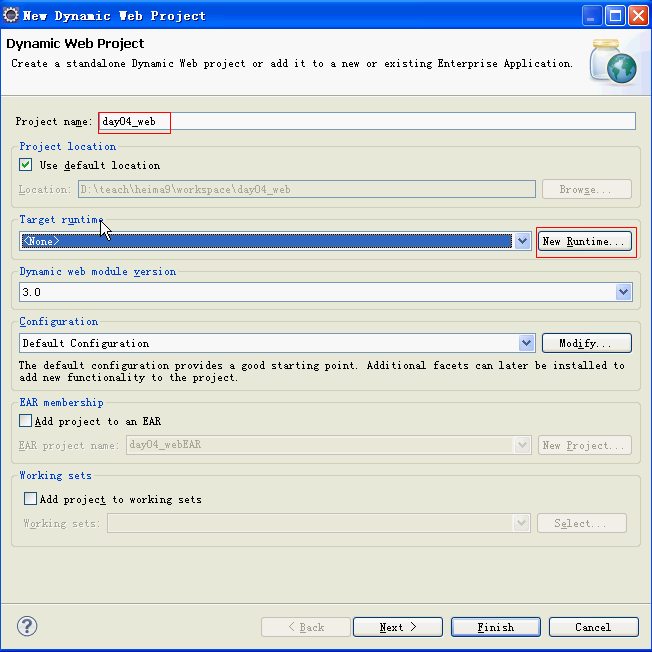 New Dynamic Web Project
Dynamic Web Project
Create a standalone Dynamic Web project or add it to a new or existing Enterprise Application.
Project name: day04_web
Project location
Use default location
Location: D:\teach\heima9\workspace\day04_web Browse...
Target runtime
<None> New Runtime...
Dynamic web module version
3.0
Configuration
Default Configuration Modify...
The default configuration provides a good starting point. Additional facets can later be installed to
add new functionality to the project.
EAR membership
Add project to an EAR
EAR project name: day04_webEAR New Project...
Working sets
Add project to working sets
Working sets: Select...
? < Back Next > Finish Cancel